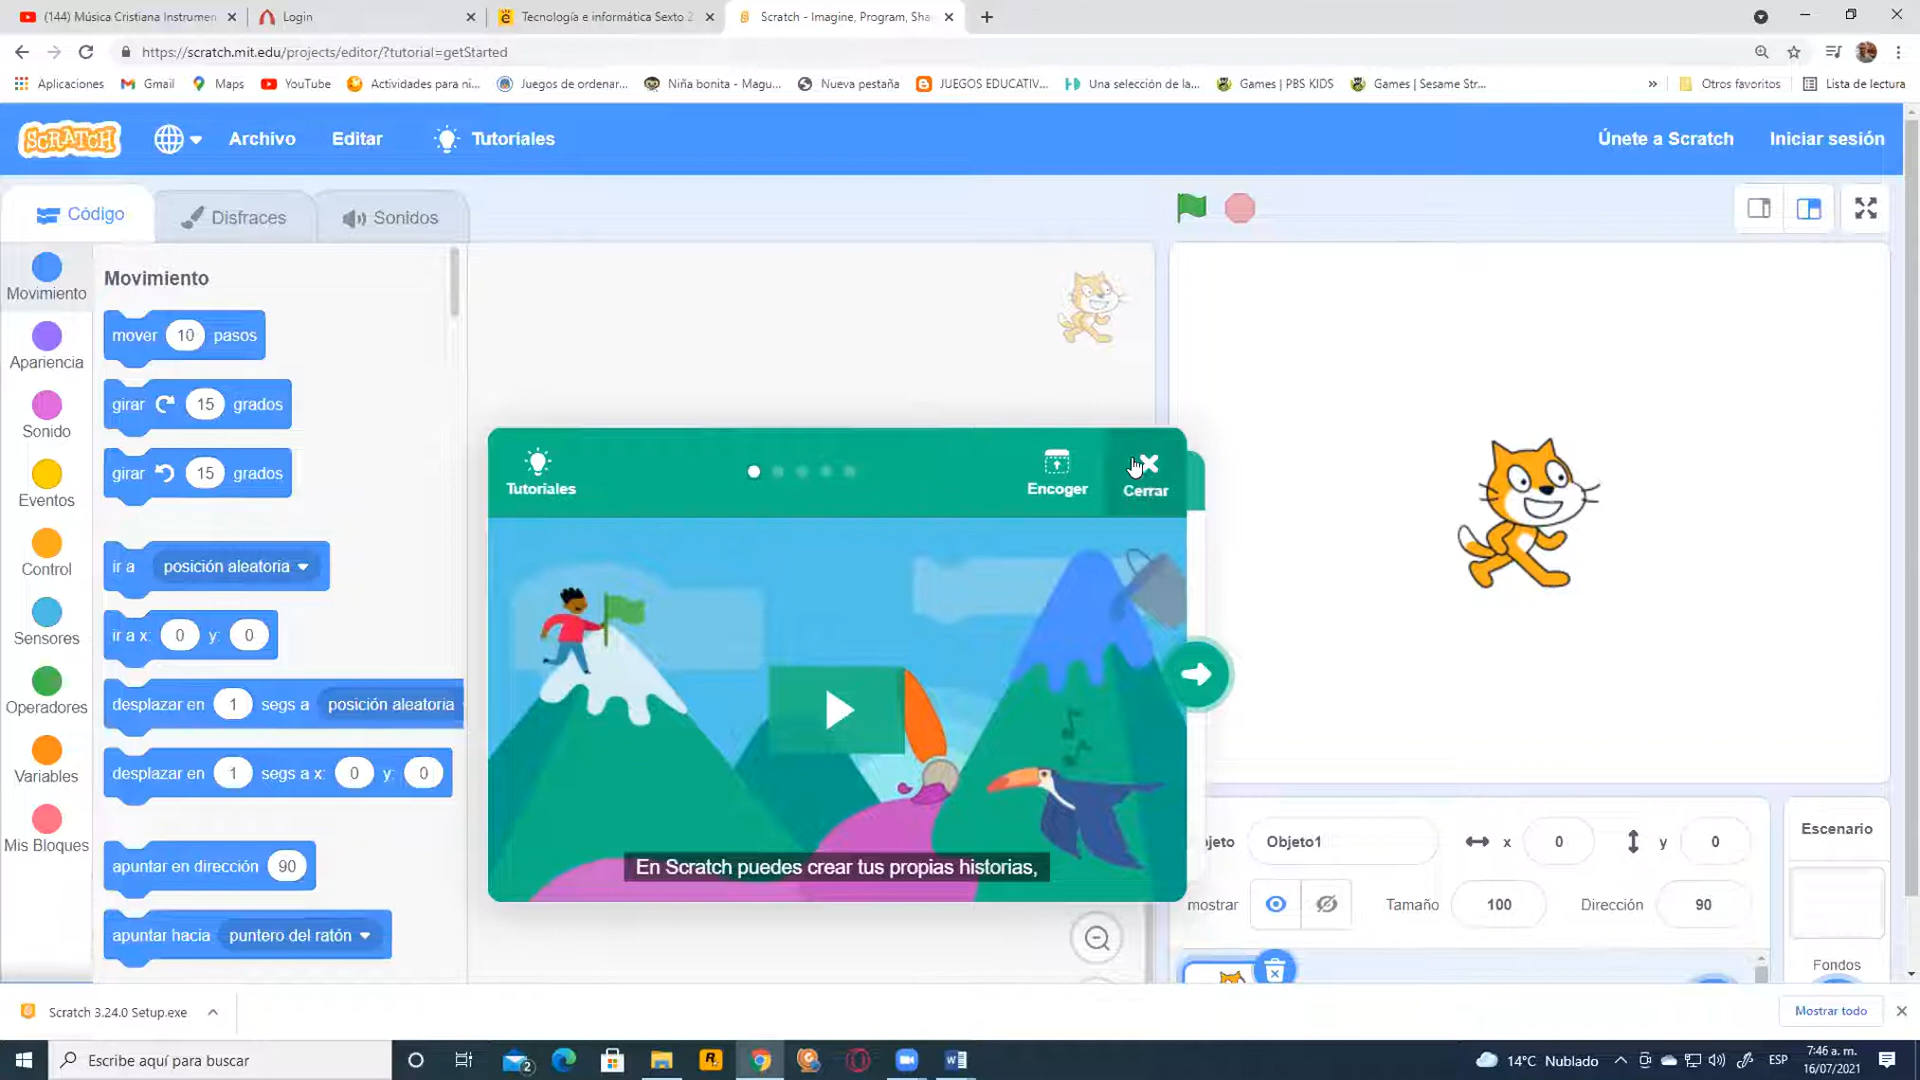 (144) Música Cristiana Instrumen
Login
Tecnología e informática Sexto 2
Scratch - Imagine, Program, Sha
https://scratch.mit.edu/projects/editor/?tutorial=getStarted
Aplicaciones
Gmail
Maps
YouTube
Actividades para ni...
Juegos de ordenar...
Niña bonita - Magu...
Nueva pestaña
JUEGOS EDUCATIV...
Una selección de la...
Games | PBS KIDS
Games | Sesame Str...
»
Otros favoritos
Lista de lectura
SCRATCH
Archivo
Editar
Tutoriales
Únete a Scratch
Iniciar sesión
Código
Disfraces
Sonidos
Movimiento
Apariencia
Sonido
Eventos
Control
Sensores
Operadores
Variables
Mis Bloques
Movimiento
mover 10 pasos
girar 15 grados
girar 15 grados
ir a posición aleatoria
ir a x: 0 y: 0
desplazar en 1 segs a posición aleatoria
desplazar en 1 segs a x: 0 y: 0
apuntar en dirección 90
apuntar hacia puntero del ratón
Tutoriales
Encoger
Cerrar
En Scratch puedes crear tus propias historias,
jeto
Objeto1
x 0
y 0
mostrar
Tamaño 100
Dirección 90
Escenario
Fondos
Scratch 3.24.0 Setup.exe
Mostrar todo
Escribe aquí para buscar
2
14°C Nublado
ESP
7:46 a. m.
16/07/2021